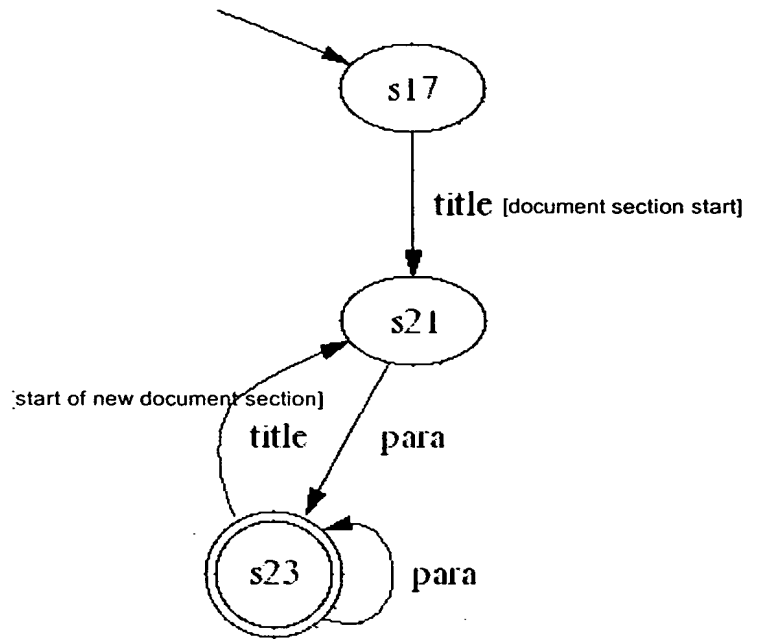 s17
title [document section start]
s21
[start of new document section]
title
para
s23
para